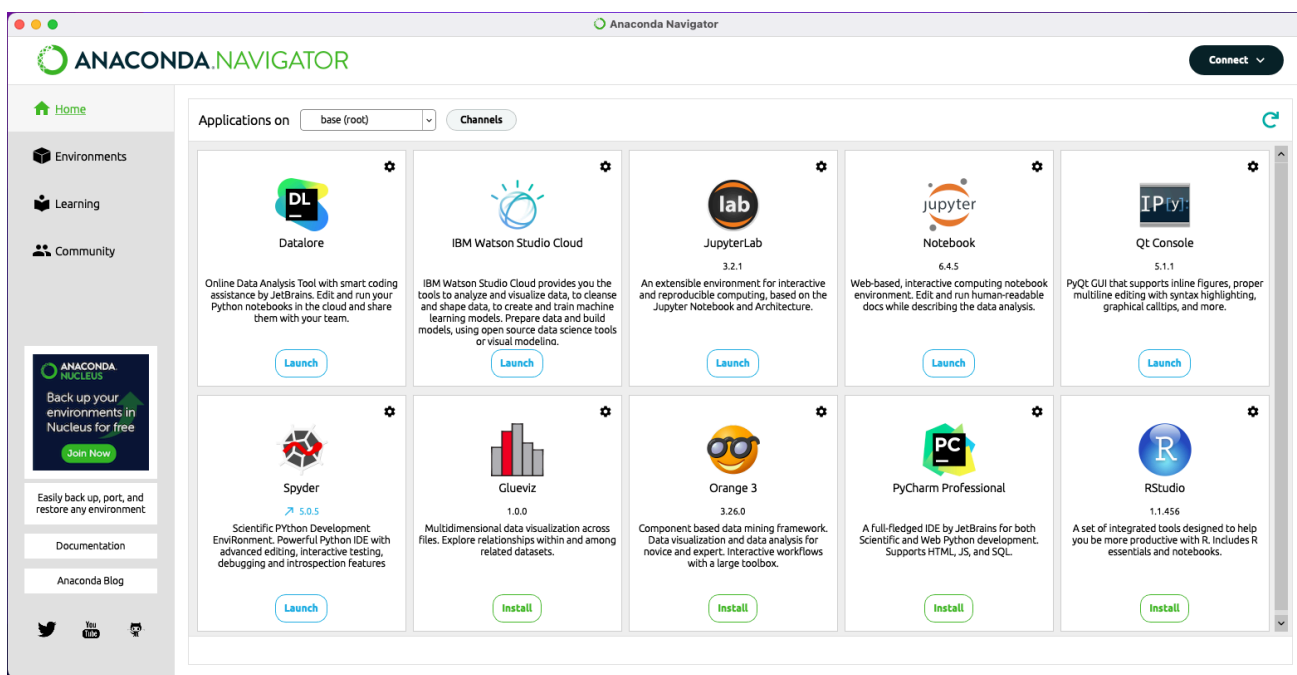 Anaconda Navigator
ANACONDA.NAVIGATOR
Connect
Home
Environments
Learning
Community
ANACONDA.
NUCLEUS
Back up your
environments in
Nucleus for free
Join Now
Easily back up, port, and
restore any environment
Documentation
Anaconda Blog
You
Tube
Applications on
base (root)
Channels
DL
Datalore
Online Data Analysis Tool with smart coding
assistance by JetBrains. Edit and run your
Python notebooks in the cloud and share
them with your team.
Launch
IBM Watson Studio Cloud
IBM Watson Studio Cloud provides you the
tools to analyze and visualize data, to cleanse
and shape data, to create and train machine
learning models. Prepare data and build
models, using open source data science tools
or visual modeling.
Launch
lab
JupyterLab
3.2.1
An extensible environment for interactive
and reproducible computing, based on the
Jupyter Notebook and Architecture.
Launch
jupyter
Notebook
6.4.5
Web-based, interactive computing notebook
environment. Edit and run human-readable
docs while describing the data analysis.
Launch
IP[y]:
Qt Console
5.1.1
PyQt GUI that supports inline figures, proper
multiline editing with syntax highlighting,
graphical calltips, and more.
Launch
Spyder
5.0.5
Scientific PYthon Development
EnviRonment. Powerful Python IDE with
advanced editing, interactive testing,
debugging and introspection features
Launch
Glueviz
1.0.0
Multidimensional data visualization across
files. Explore relationships within and among
related datasets.
Install
Orange 3
3.26.0
Component based data mining framework.
Data visualization and data analysis for
novice and expert. Interactive workflows
with a large toolbox.
Install
PC
PyCharm Professional
A full-fledged IDE by JetBrains for both
Scientific and Web Python development.
Supports HTML, JS, and SQL.
Install
R
RStudio
1.1.456
A set of integrated tools designed to help
you be more productive with R. Includes R
essentials and notebooks.
Install